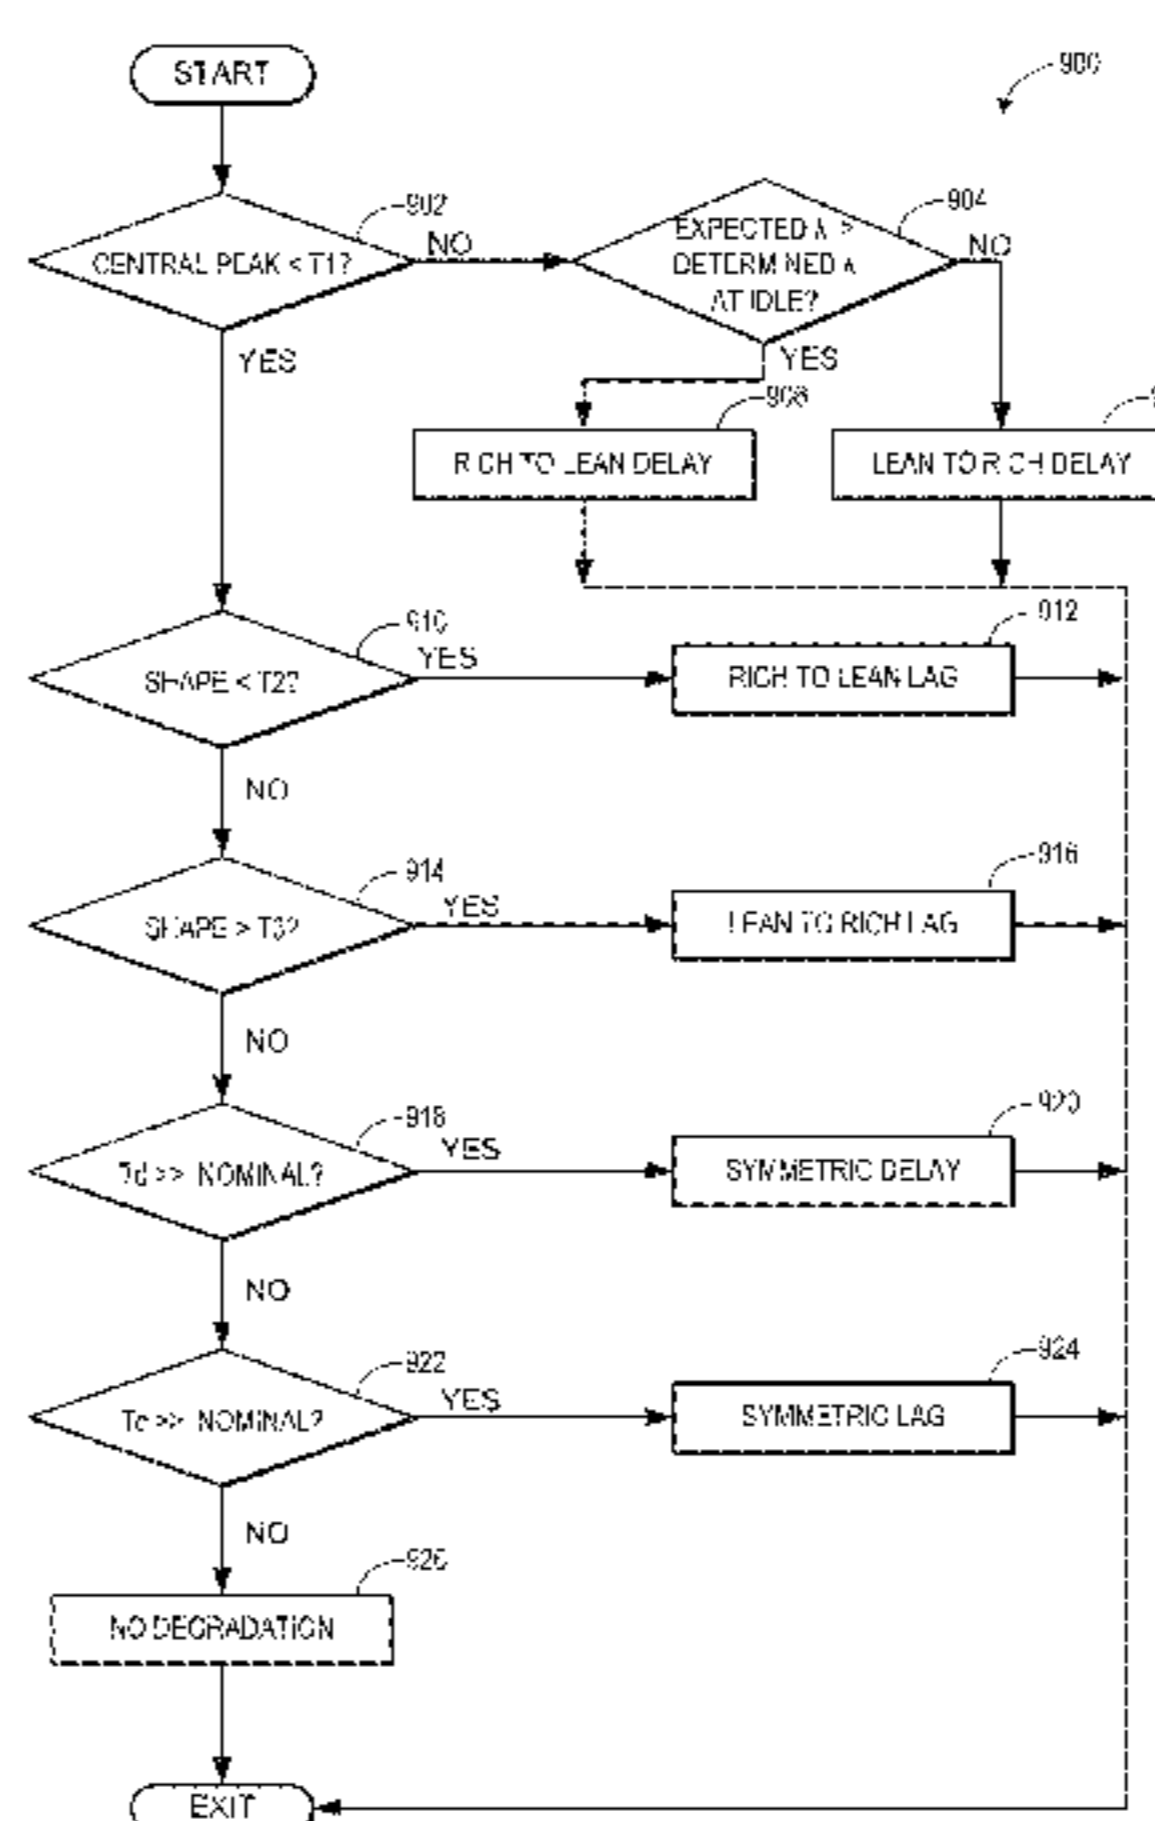 START
900
902
CENTRAL PEAK < T1?
NO
YES
904
EXPECTED λ >
DETERMINED λ
AT IDLE?
NO
YES
RICH TO LEAN DELAY
LEAN TO RICH DELAY
910
SHAPE < T2?
YES
NO
912
RICH TO LEAN LAG
914
SHAPE > T3?
YES
NO
916
LEAN TO RICH LAG
918
>> NOMINAL?
YES
NO
920
SYMMETRIC DELAY
922
>> NOMINAL?
YES
NO
924
SYMMETRIC LAG
926
NO DEGRADATION
EXIT